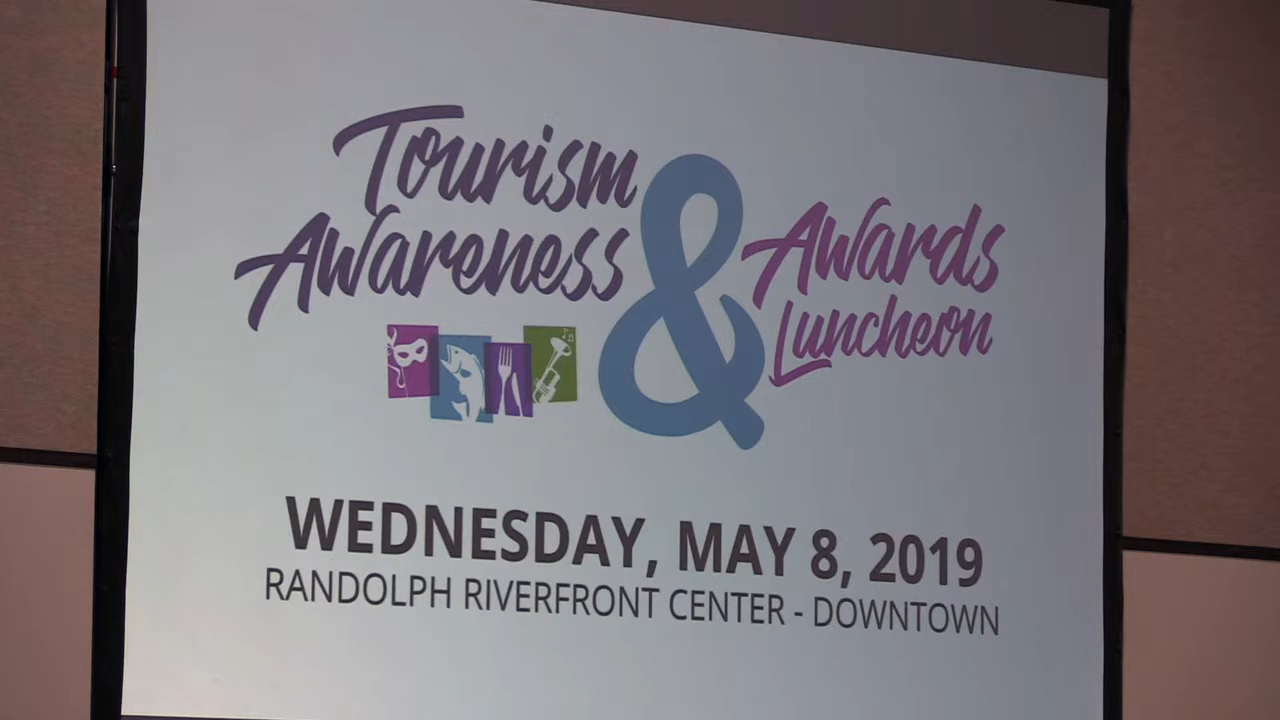 Tourism
Awareness
&
Awards
Luncheon
WEDNESDAY, MAY 8, 2019
RANDOLPH RIVERFRONT CENTER - DOWNTOWN